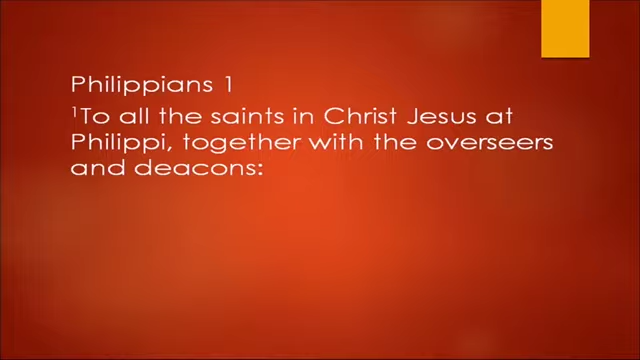 Philippians 1
¹To all the saints in Christ Jesus at
Philippi, together with the overseers
and deacons: